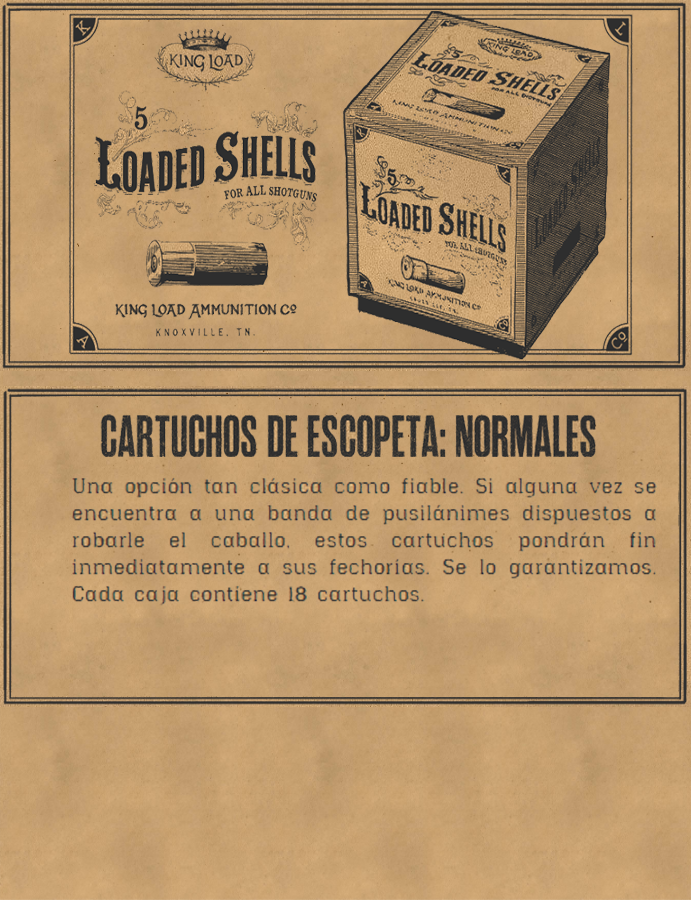 K
L
KING LOAD
5
LOADED SHELLS
FOR ALL SHOTGUNS
KING LOAD AMMUNITION Cº
KNOXVILLE, TN.
A
Cº
KING LOAD
LOADED SHELLS
FOR ALL SHOTGUNS
KING LOAD AMMUNITION Cº
5
LOADED SHELLS
FOR ALL SHOTGUNS
KING LOAD AMMUNITION Cº
LOADED SHELLS
CARTUCHOS DE ESCOPETA: NORMALES
Una opción tan clásica como fiable. Si alguna vez se
encuentra a una banda de pusilánimes dispuestos a
robarle el caballo, estos cartuchos pondrán fin
inmediatamente a sus fechorías. Se lo garantizamos.
Cada caja contiene 18 cartuchos.